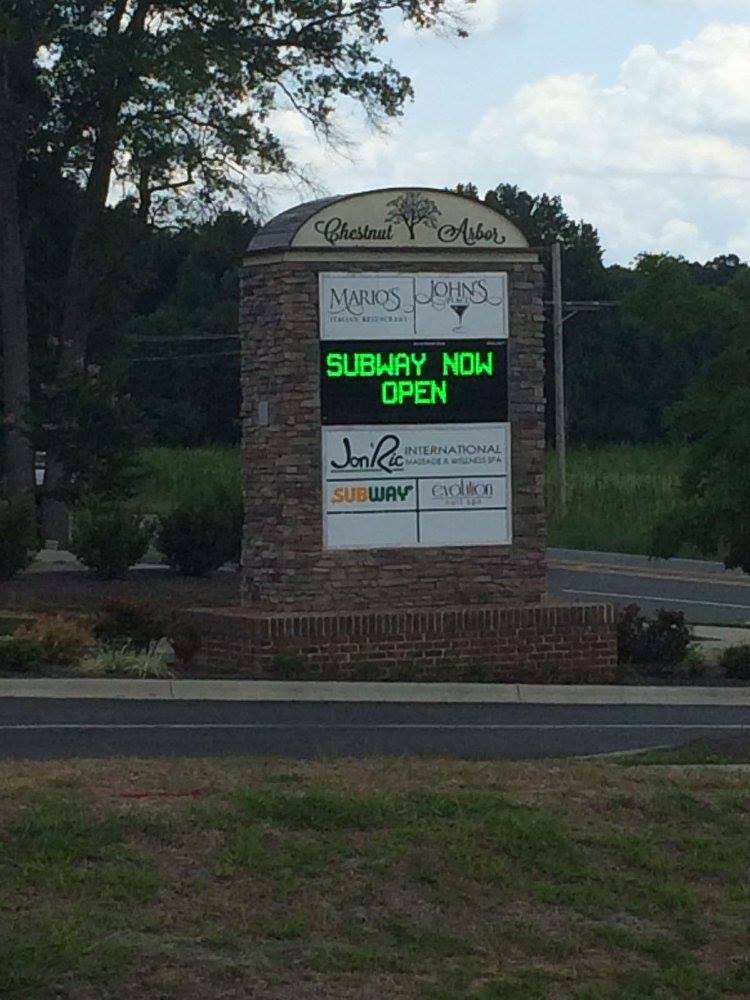 Chestnut Arbor
MARIO'S
ITALIAN RESTAURANT
JOHN'S
PLACE
SUBWAY NOW
OPEN
Jon Ric INTERNATIONAL
MASSAGE & WELLNESS SPA
SUBWAY
evolution
nail spa